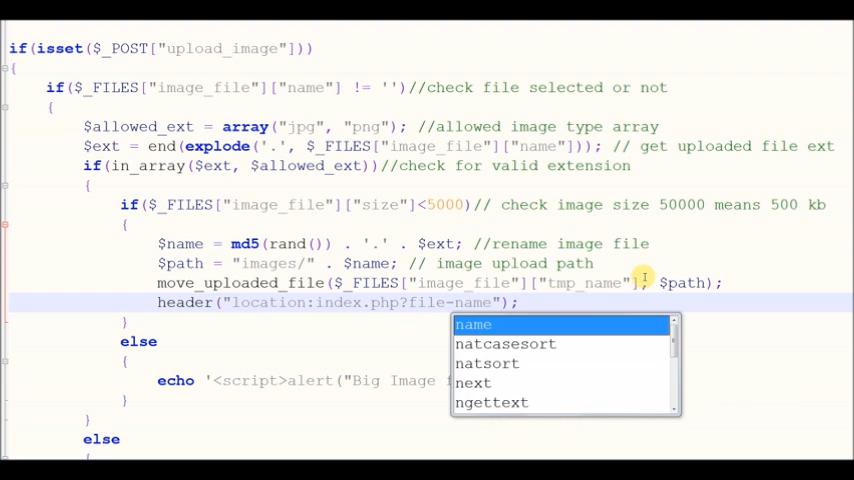 if(isset($_POST["upload_image"]))
{
if($_FILES["image_file"]["name"] != '')//check file selected or not
{
$allowed_ext = array("jpg", "png"); //allowed image type array
$ext = end(explode('.', $_FILES["image_file"]["name"])); // get uploaded file ext
if(in_array($ext, $allowed_ext))//check for valid extension
{
if($_FILES["image_file"]["size"]<5000)// check image size 50000 means 500 kb
{
$name = md5(rand()) . '.' . $ext; //rename image file
$path = "images/" . $name; // image upload path
move_uploaded_file($_FILES["image_file"]["tmp_name"], $path);
header("location:index.php?file-name");
}
else
{
echo '<script>alert("Big Image
}
}
else
name
natcasesort
natsort
next
ngettext